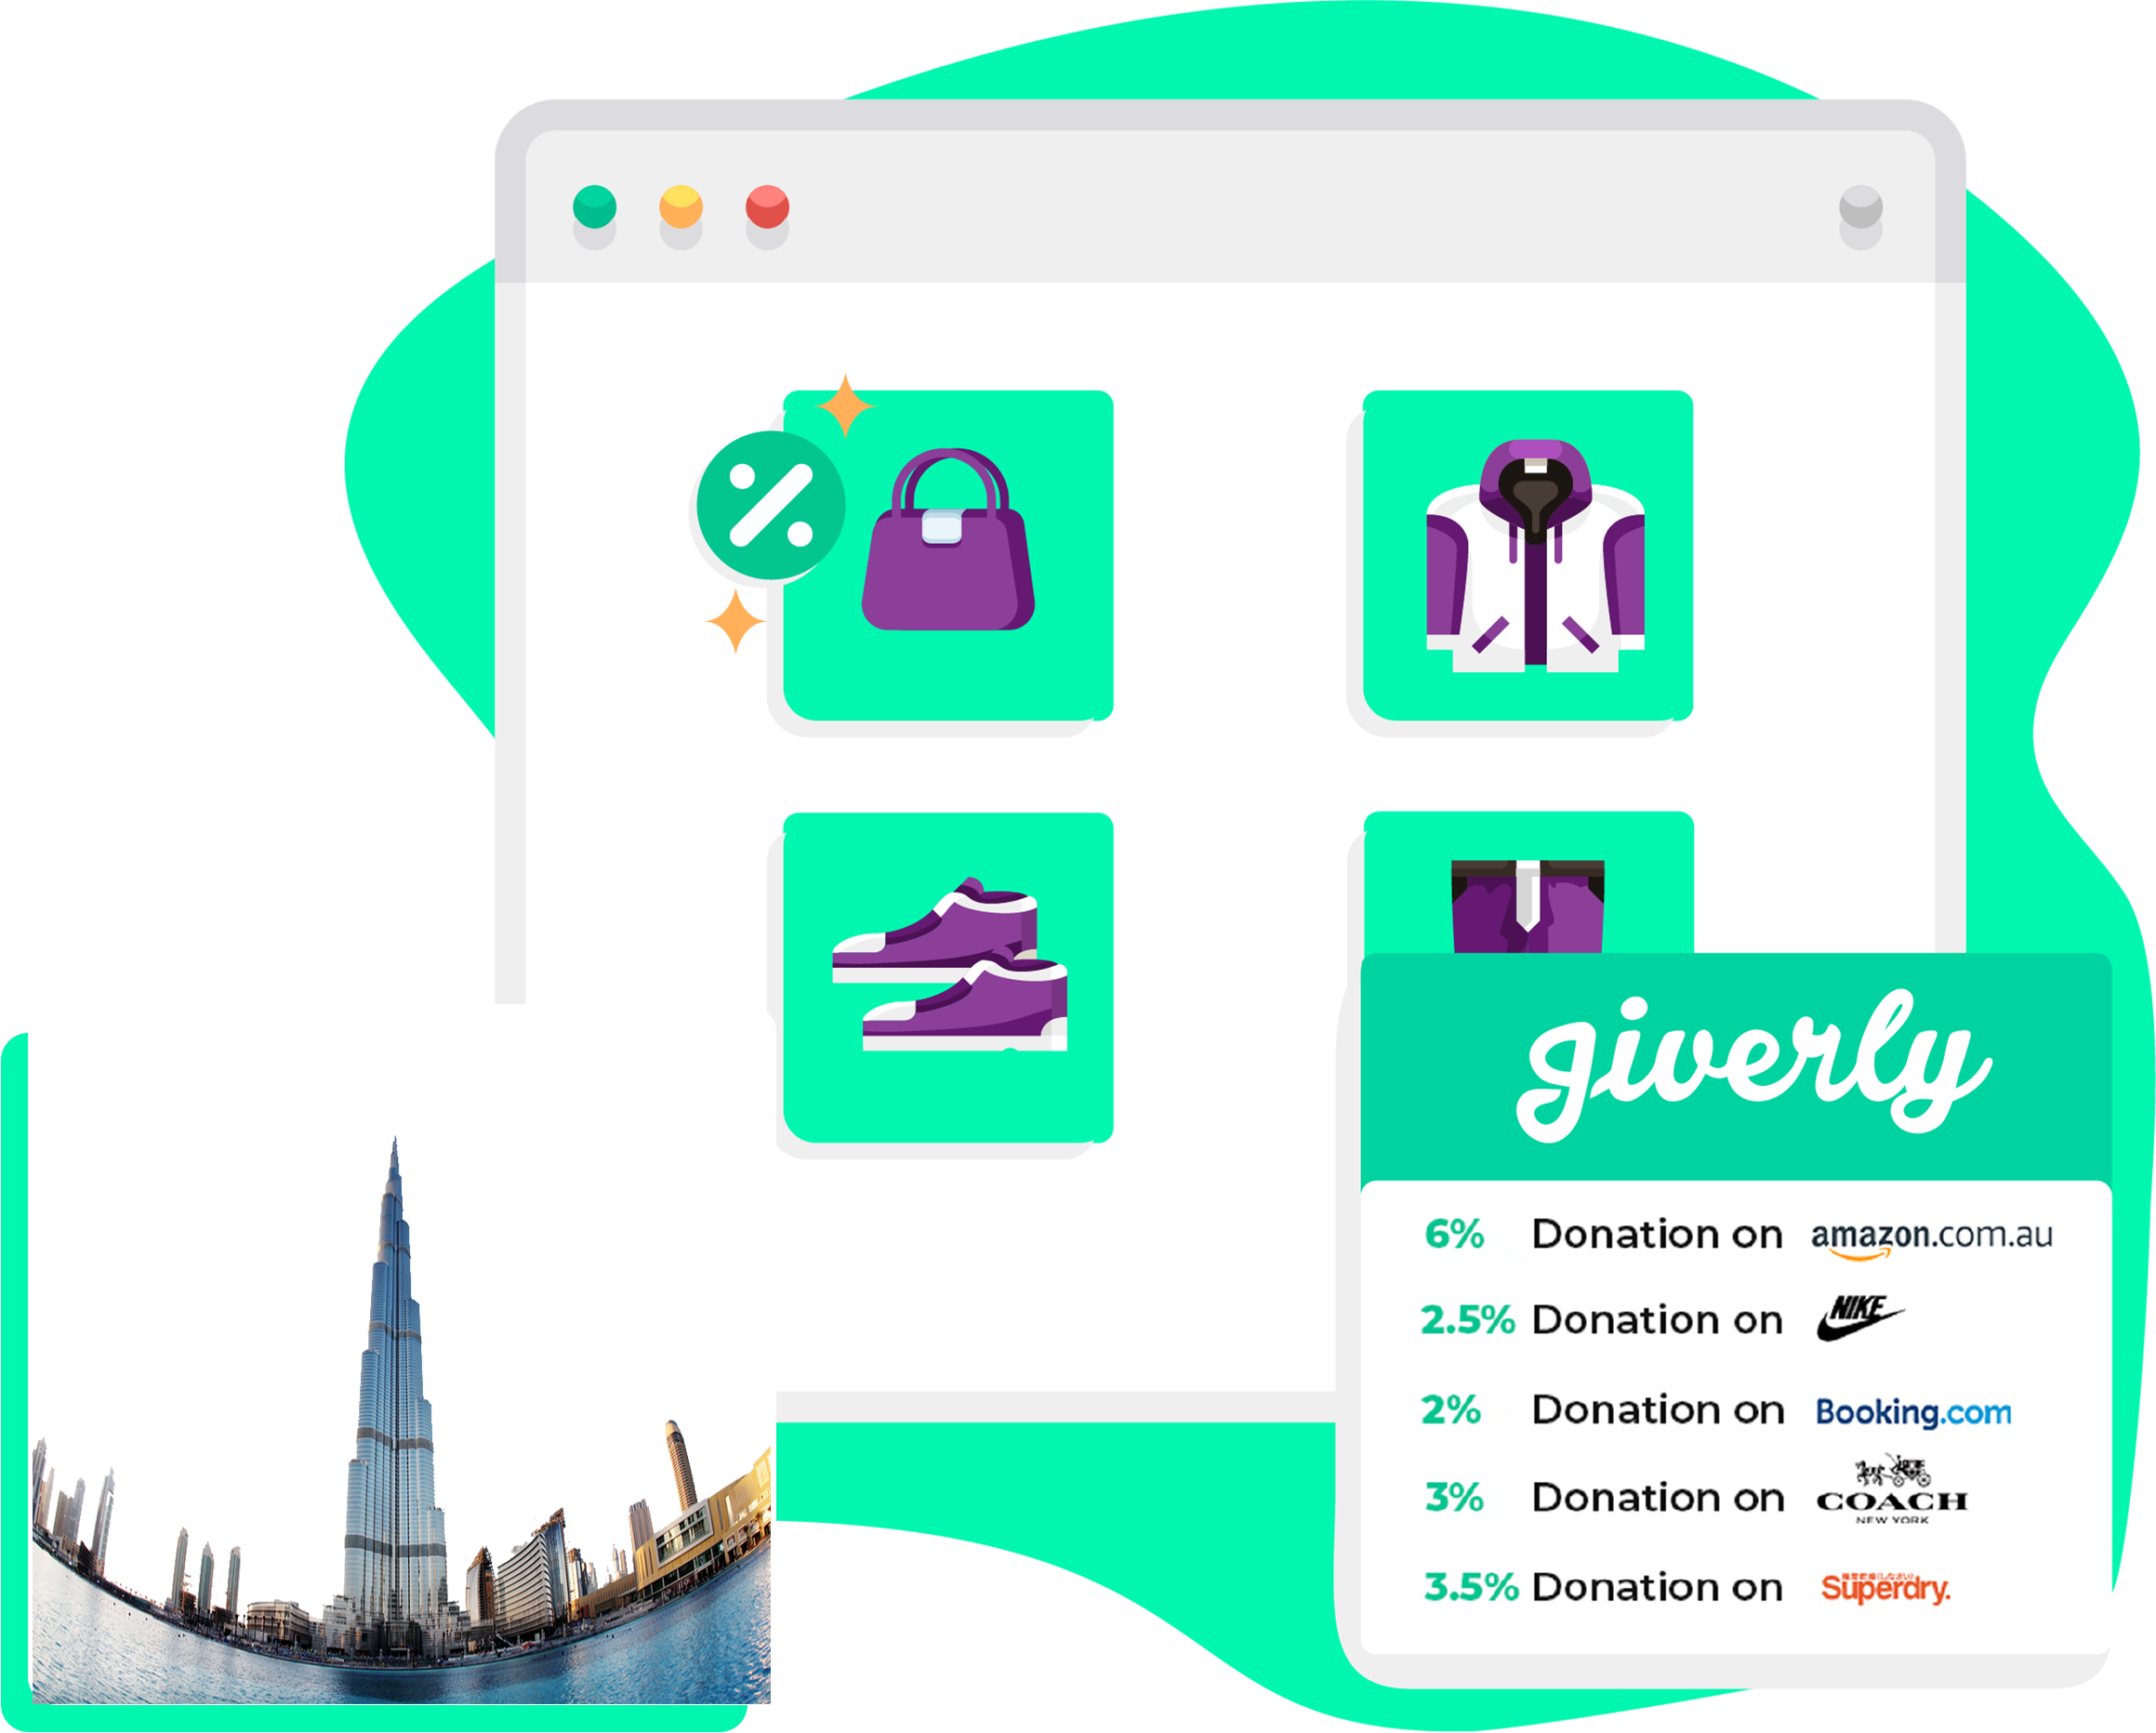 giverly
6% Donation on amazon.com.au
2.5% Donation on NIKE
2% Donation on Booking.com
3% Donation on COACH
NEW YORK
3.5% Donation on Superdry.